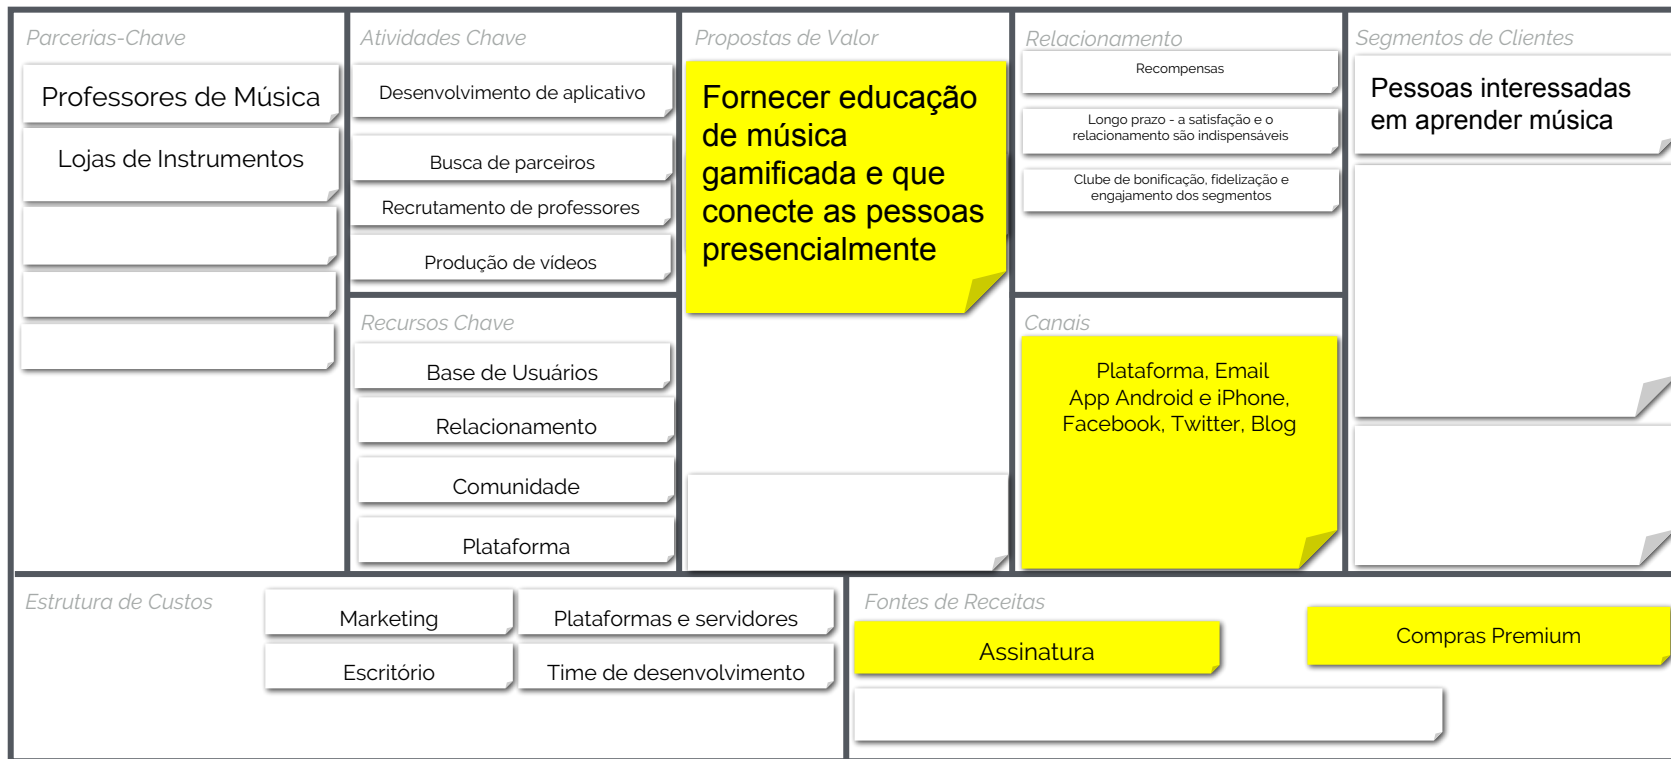 Parcerias-Chave
Professores de Música
Lojas de Instrumentos
Atividades Chave
Desenvolvimento de aplicativo
Busca de parceiros
Recrutamento de professores
Produção de vídeos
Recursos Chave
Base de Usuários
Relacionamento
Comunidade
Plataforma
Propostas de Valor
Fornecer educação
de música
gamificada e que
conecte as pessoas
presencialmente
Relacionamento
Recompensas
Longo prazo - a satisfação e o
relacionamento são indispensáveis
Clube de bonificação, fidelização e
engajamento dos segmentos
Canais
Plataforma, Email
App Android e iPhone,
Facebook, Twitter, Blog
Segmentos de Clientes
Pessoas interessadas
em aprender música
Estrutura de Custos
Marketing
Plataformas e servidores
Escritório
Time de desenvolvimento
Fontes de Receitas
Assinatura
Compras Premium